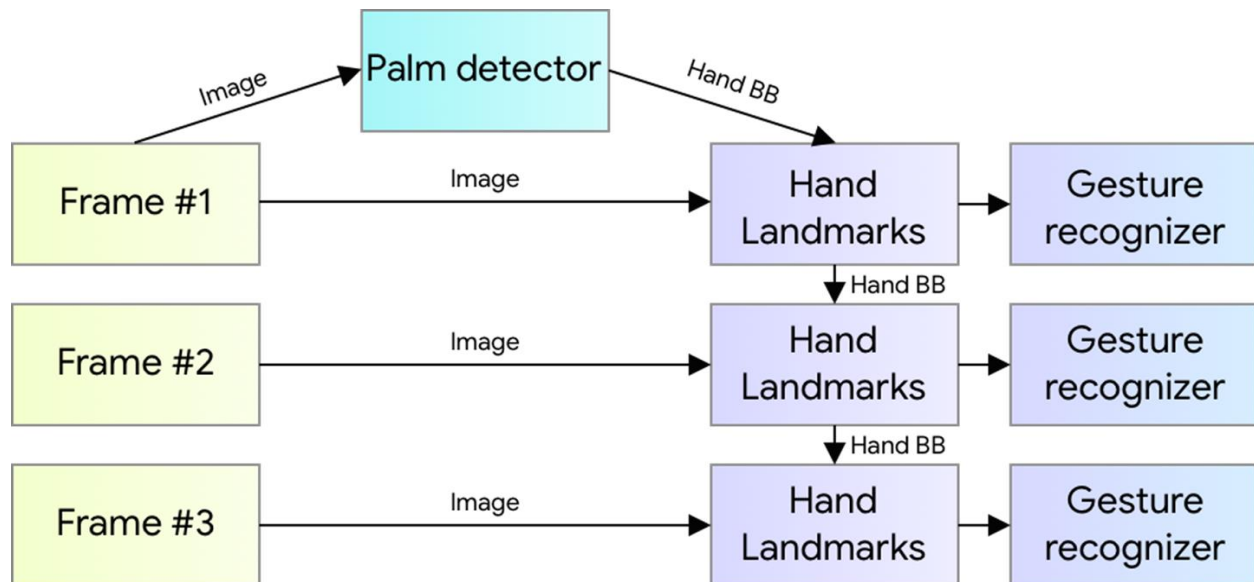 Palm detector
Image
Hand BB
Frame #1
Image
Hand
Landmarks
Gesture
recognizer
Hand BB
Frame #2
Image
Hand
Landmarks
Gesture
recognizer
Hand BB
Frame #3
Image
Hand
Landmarks
Gesture
recognizer